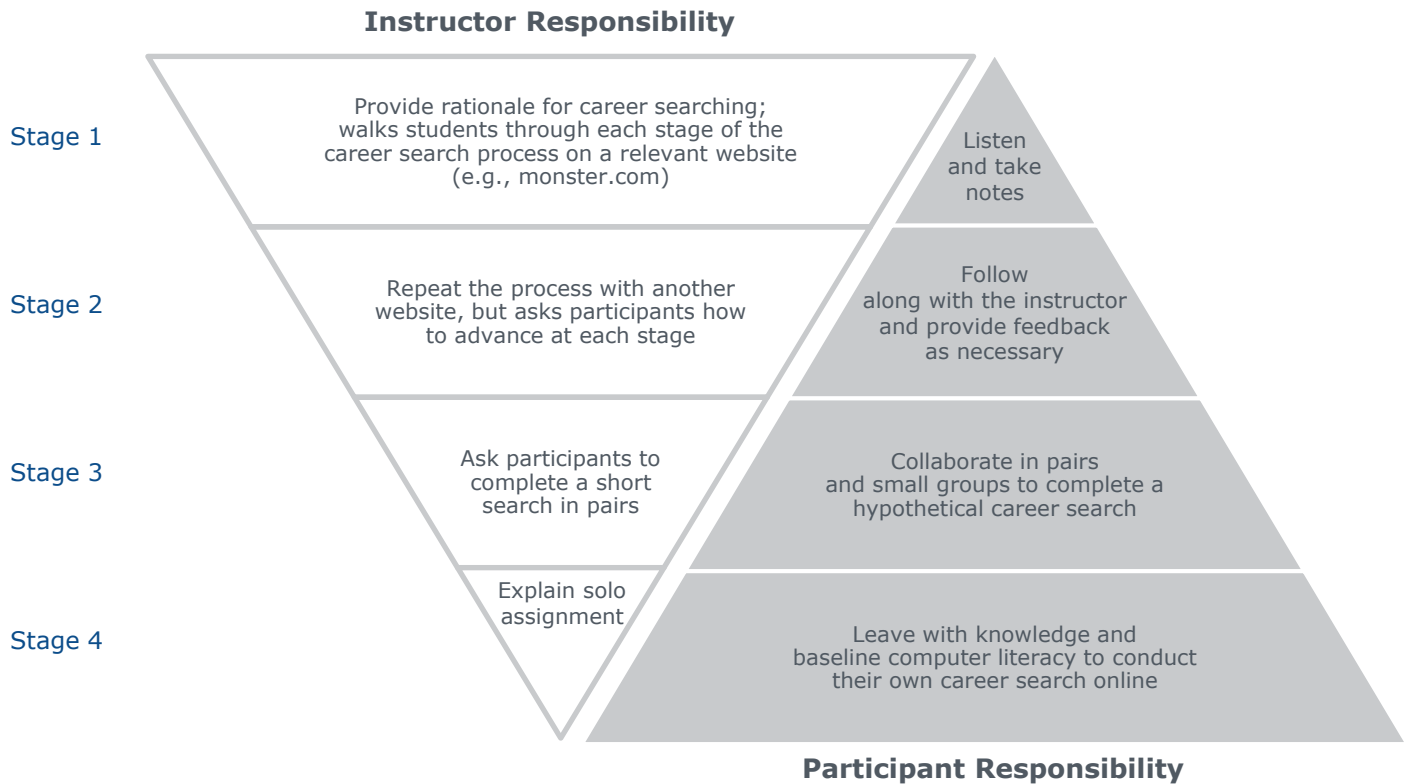 Instructor Responsibility
Stage 1
Provide rationale for career searching;
walks students through each stage of the
career search process on a relevant website
(e.g., monster.com)
Listen
and take
notes
Stage 2
Repeat the process with another
website, but asks participants how
to advance at each stage
Follow
along with the instructor
and provide feedback
as necessary
Stage 3
Ask participants to
complete a short
search in pairs
Collaborate in pairs
and small groups to complete a
hypothetical career search
Stage 4
Explain solo
assignment
Leave with knowledge and
baseline computer literacy to conduct
their own career search online
Participant Responsibility